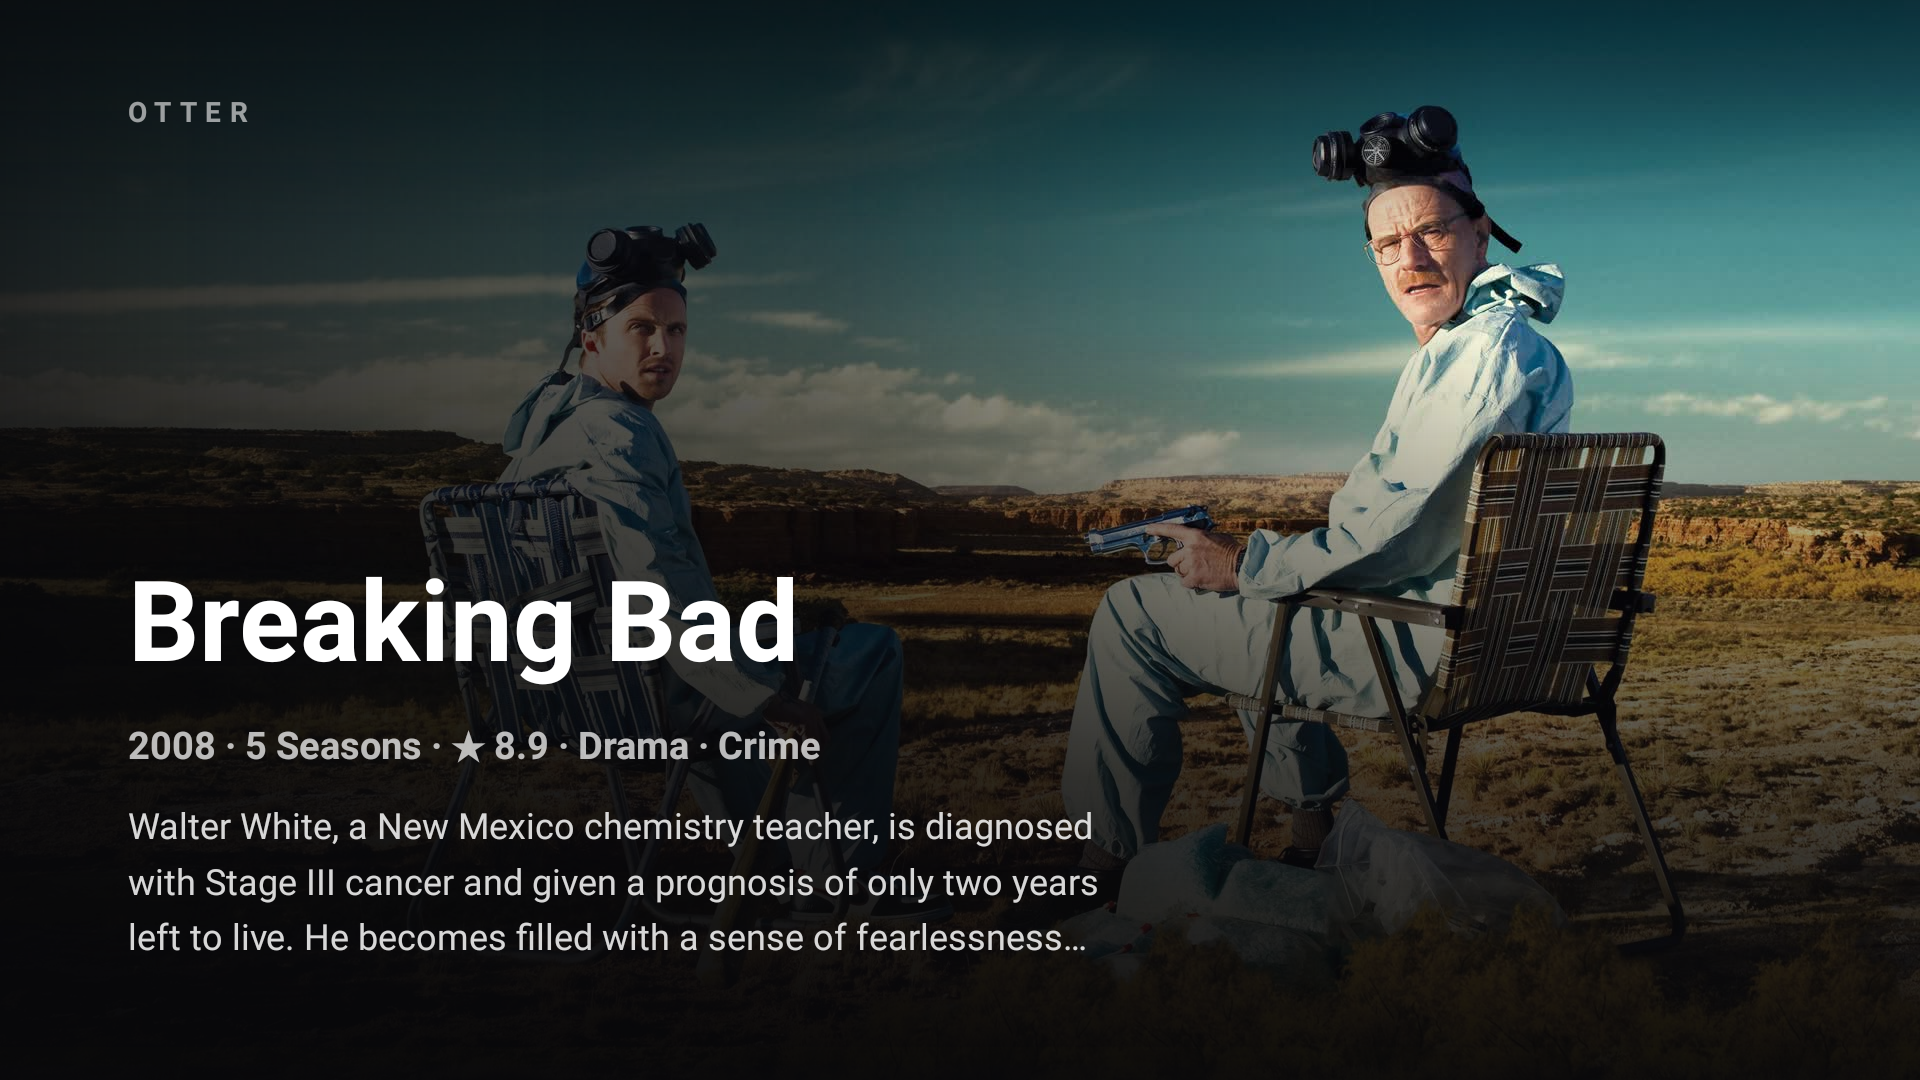 OTTER
Breaking Bad
2008 · 5 Seasons · ★ 8.9 · Drama · Crime
Walter White, a New Mexico chemistry teacher, is diagnosed
with Stage III cancer and given a prognosis of only two years
left to live. He becomes filled with a sense of fearlessness…